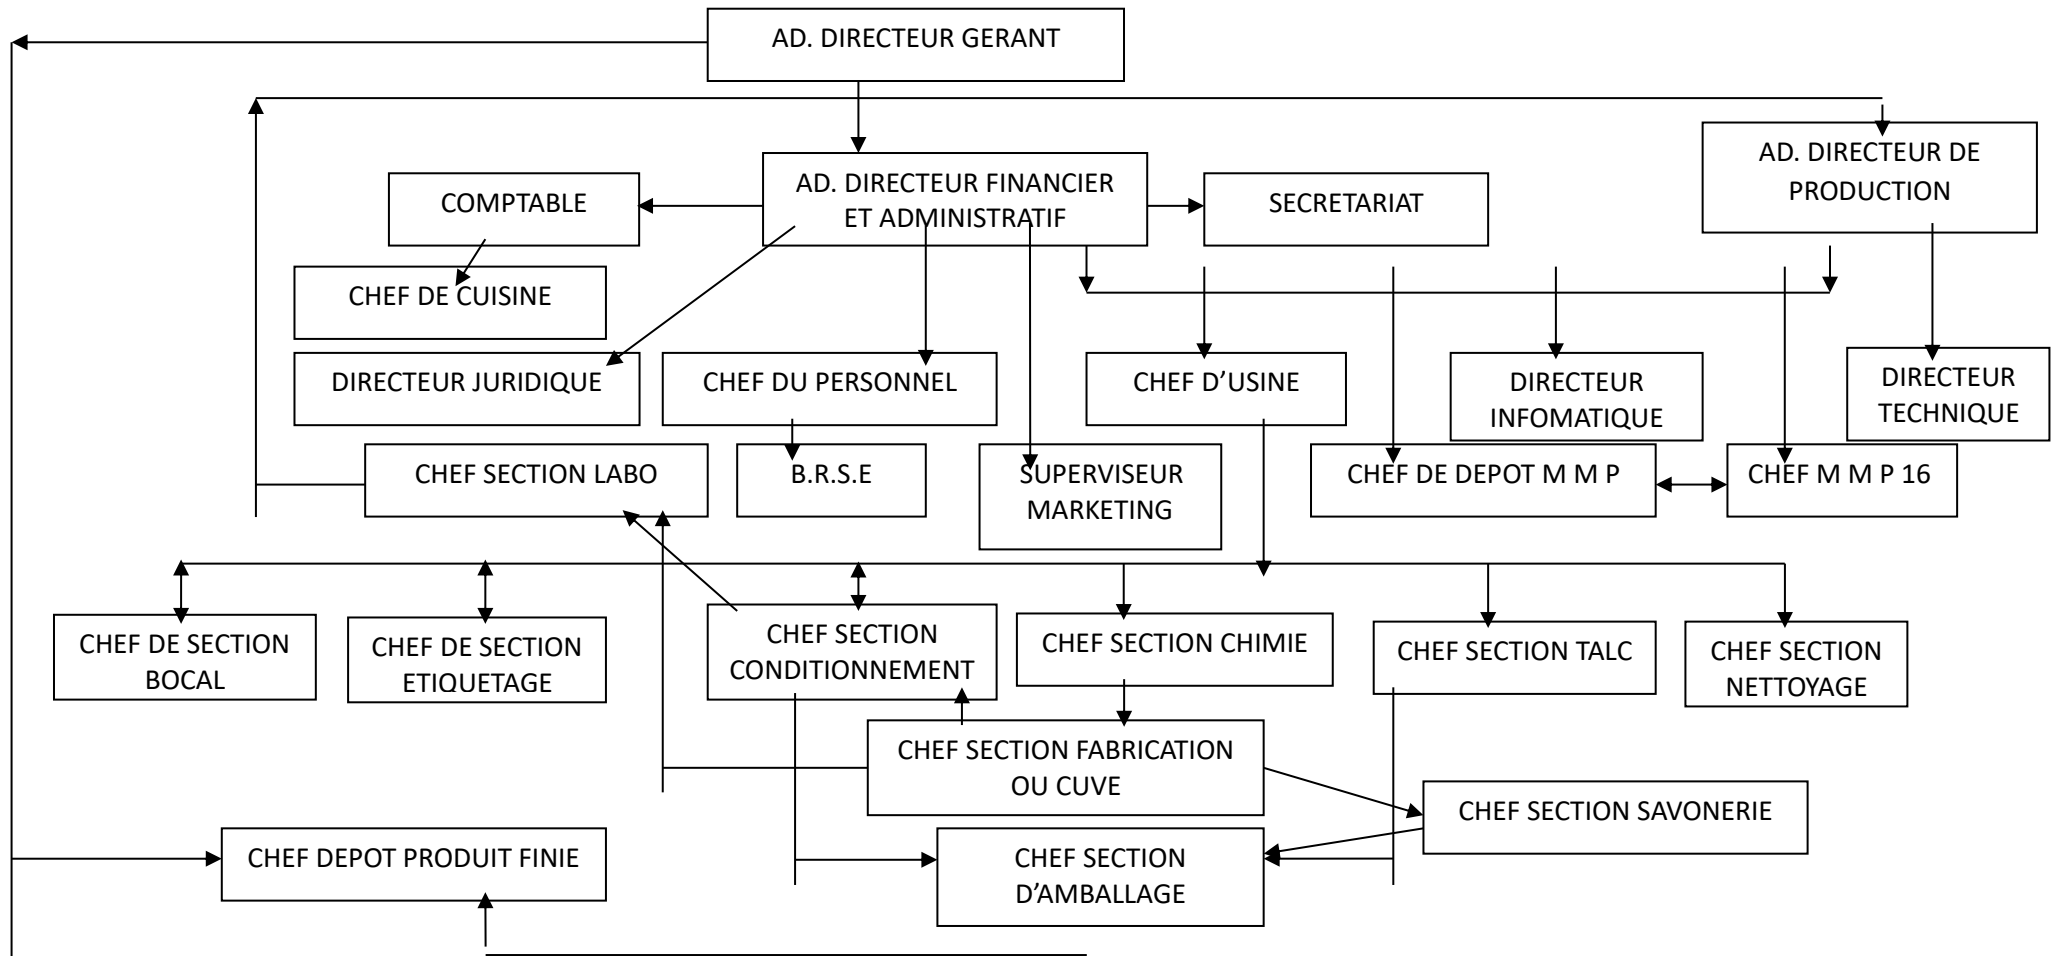 AD. DIRECTEUR GERANT
AD. DIRECTEUR DE
PRODUCTION
AD. DIRECTEUR FINANCIER
ET ADMINISTRATIF
COMPTABLE
SECRETARIAT
CHEF DE CUISINE
DIRECTEUR JURIDIQUE
CHEF DU PERSONNEL
CHEF D’USINE
DIRECTEUR
INFOMATIQUE
DIRECTEUR
TECHNIQUE
CHEF SECTION LABO
B.R.S.E
SUPERVISEUR
MARKETING
CHEF DE DEPOT M M P
CHEF M M P 16
CHEF DE SECTION
BOCAL
CHEF DE SECTION
ETIQUETAGE
CHEF SECTION
CONDITIONNEMENT
CHEF SECTION CHIMIE
CHEF SECTION TALC
CHEF SECTION
NETTOYAGE
CHEF SECTION FABRICATION
OU CUVE
CHEF SECTION SAVONERIE
CHEF DEPOT PRODUIT FINIE
CHEF SECTION
D’AMBALLAGE